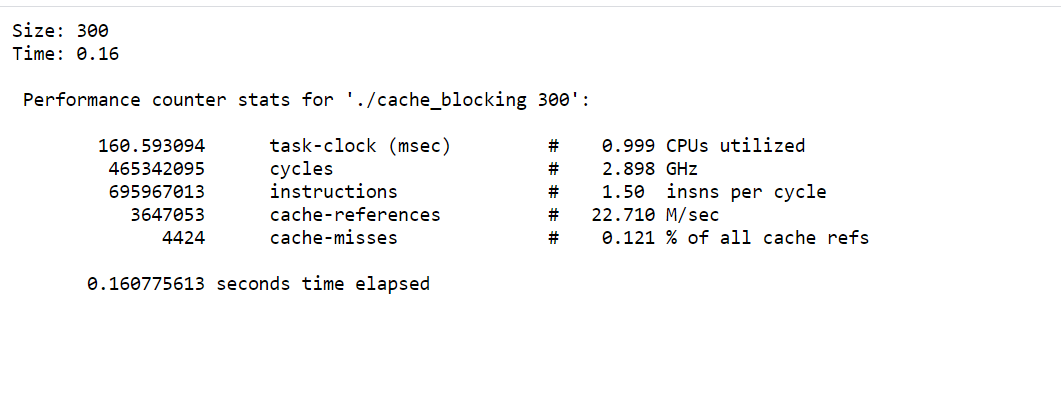 Size: 300
Time: 0.16
Performance counter stats for './cache_blocking 300':
160.593094 task-clock (msec) # 0.999 CPUs utilized
465342095 cycles # 2.898 GHz
695967013 instructions # 1.50 insns per cycle
3647053 cache-references # 22.710 M/sec
4424 cache-misses # 0.121 % of all cache refs
0.160775613 seconds time elapsed